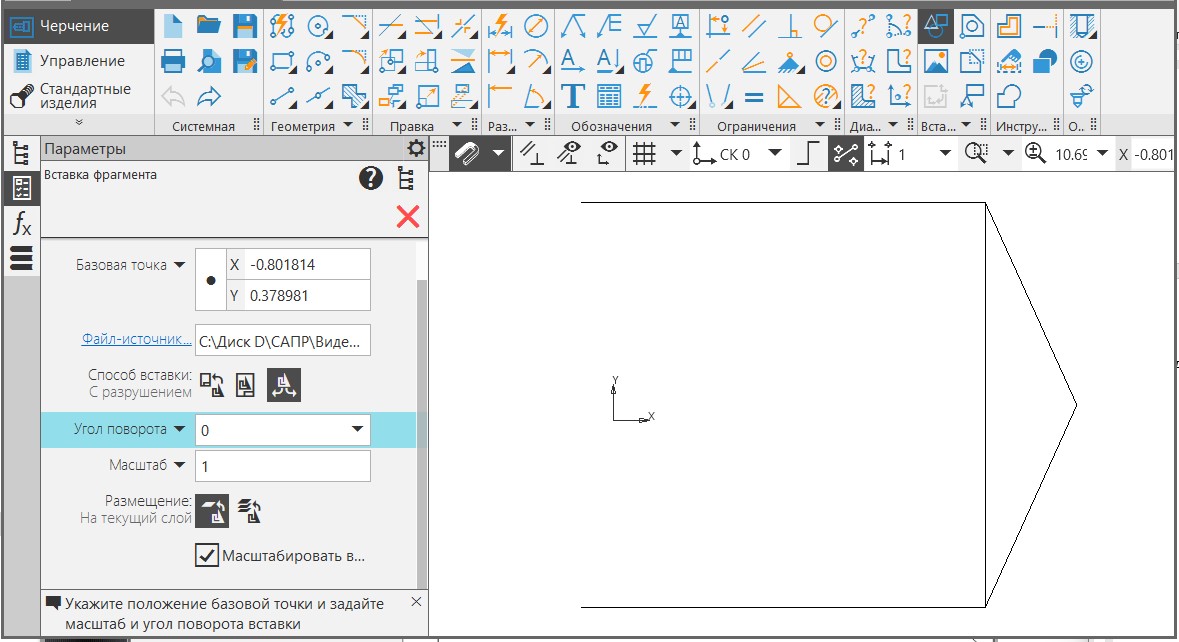 Черчение
Управление
Стандартные
изделия
Системная
Геометрия
Правка
Раз...
Обозначения
Ограничения
Диа...
Вста...
Инстру...
О...
Параметры
СК 0
1
10.69
X -0.801
Вставка фрагмента
Базовая точка
X -0.801814
Y 0.378981
Файл-источник...
C:\Диск D\САПР\Виде...
Способ вставки:
С разрушением
Угол поворота
0
Масштаб
1
Размещение:
На текущий слой
Масштабировать в...
Укажите положение базовой точки и задайте
масштаб и угол поворота вставки
Y
X